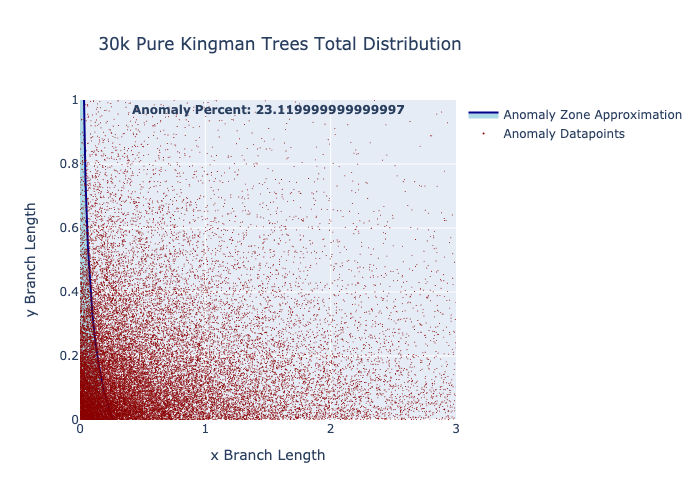 30k Pure Kingman Trees Total Distribution
Anomaly Percent: 23.119999999999997
Anomaly Zone Approximation
Anomaly Datapoints
y Branch Length
1
0.8
0.6
0.4
0.2
0
0 1 2 3
x Branch Length